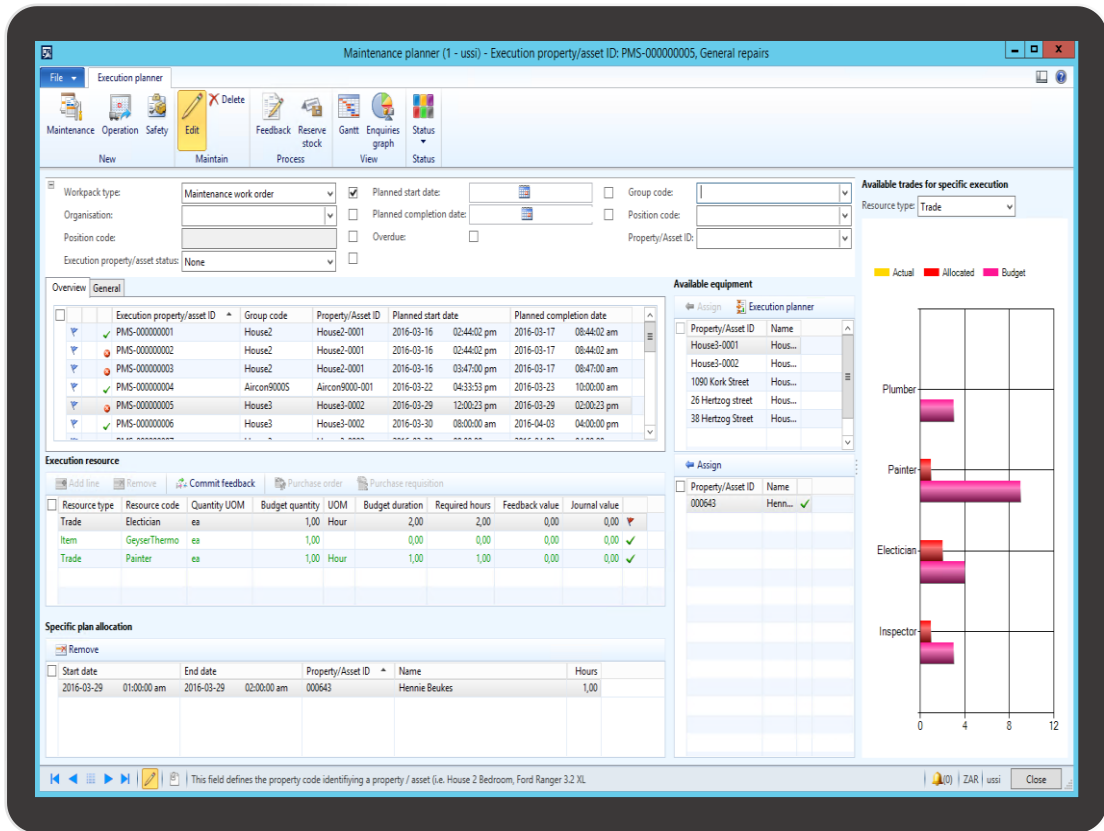 Maintenance planner (1 - ussi) - Execution property/asset ID: PMS-000000005, General repairs
File Execution planner
Maintenance Operation Safety Edit Delete Feedback Reserve stock Gantt Enquiries graph Status
New Maintain Process View Status
Workpack type: Maintenance work order Planned start date: Group code:
Organisation: Planned completion date: Position code:
Position code: Overdue: Property/Asset ID:
Execution property/asset status: None
Overview General
Execution property/asset ID Group code Property/Asset ID Planned start date Planned completion date
PMS-000000001 House2 House2-0001 2016-03-16 02:44:02 pm 2016-03-17 08:44:02 am
PMS-000000002 House2 House2-0001 2016-03-16 02:44:02 pm 2016-03-17 08:44:02 am
PMS-000000003 House2 House2-0001 2016-03-16 03:47:00 pm 2016-03-17 08:47:00 am
PMS-000000004 Aircon9000S Aircon9000-001 2016-03-22 04:33:53 pm 2016-03-23 10:00:00 am
PMS-000000005 House3 House3-0002 2016-03-29 12:00:23 pm 2016-03-29 02:00:23 pm
PMS-000000006 House3 House3-0002 2016-03-30 08:00:00 am 2016-04-03 04:00:00 pm
Execution resource
Add line Remove Commit feedback Purchase order Purchase requisition
Resource type Resource code Quantity UOM Budget quantity UOM Budget duration Required hours Feedback value Journal value
Trade Electician ea 1,00 Hour 2,00 2,00 0,00 0,00
Item GeyserThermo ea 1,00 0,00 0,00 0,00 0,00
Trade Painter ea 1,00 Hour 1,00 1,00 0,00 0,00
Specific plan allocation
Remove
Start date End date Property/Asset ID Name Hours
2016-03-29 01:00:00 am 2016-03-29 02:00:00 am 000643 Hennie Beukes 1,00
Available equipment
Assign Execution planner
Property/Asset ID Name
House3-0001 Hous...
House3-0002 Hous...
1090 Kork Street Hous...
26 Hertzog street Hous...
38 Hertzog Street Hous...
Assign
Property/Asset ID Name
000643 Henn...
Available trades for specific execution
Resource type: Trade
Actual Allocated Budget
Plumber
Painter
Electician
Inspector
0 4 8 12
This field defines the property code identifiying a property / asset (i.e. House 2 Bedroom, Ford Ranger 3.2 XL
(0) ZAR ussi Close